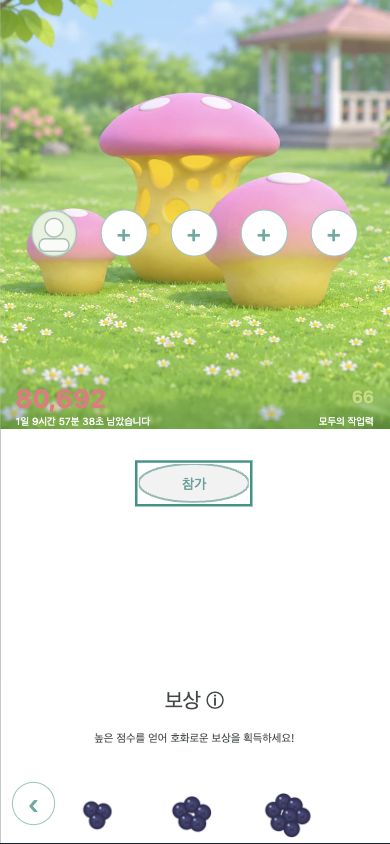 80,692
66
1일 9시간 57분 38초 남았습니다
모두의 작업력
참가
보상 ⓘ
높은 점수를 얻어 호화로운 보상을 획득하세요!